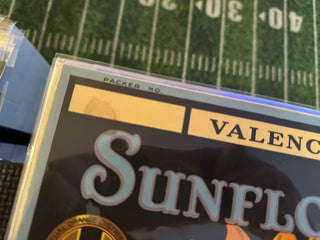 30 40
PACKER NO.
VALENC
SUNFLO